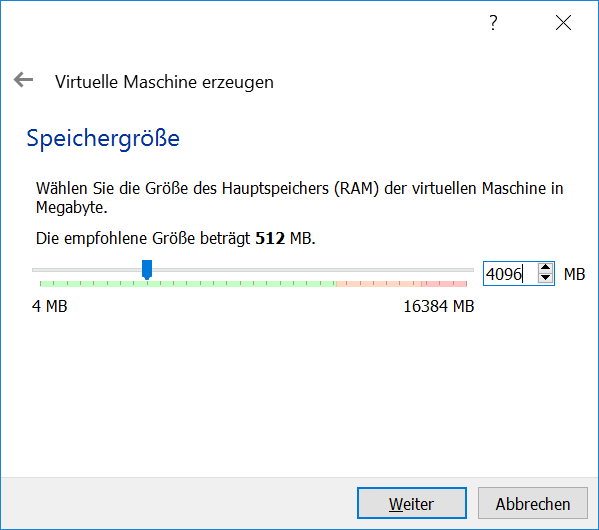 ?
Virtuelle Maschine erzeugen
Speichergröße
Wählen Sie die Größe des Hauptspeichers (RAM) der virtuellen Maschine in
Megabyte.
Die empfohlene Größe beträgt 512 MB.
4096 MB
4 MB 16384 MB
Weiter Abbrechen